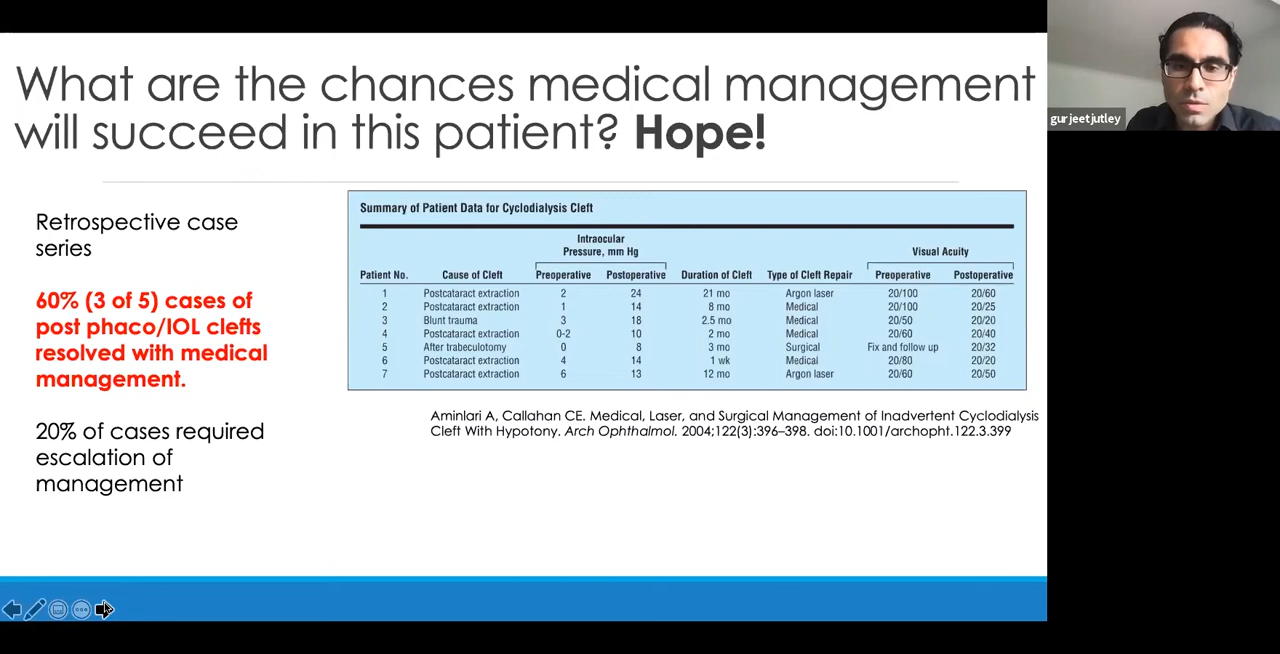 What are the chances medical management
will succeed in this patient? Hope!
gurjeetjutley
Retrospective case
series
60% (3 of 5) cases of
post phaco/IOL clefts
resolved with medical
management.
20% of cases required
escalation of
management
Summary of Patient Data for Cyclodialysis Cleft
Intraocular
Pressure, mm Hg
Visual Acuity
Patient No. Cause of Cleft Preoperative Postoperative Duration of Cleft Type of Cleft Repair Preoperative Postoperative
1 Postcataract extraction 2 24 21 mo Argon laser 20/100 20/60
2 Postcataract extraction 1 14 8 mo Medical 20/100 20/25
3 Blunt trauma 3 18 2.5 mo Medical 20/50 20/20
4 Postcataract extraction 0-2 10 2 mo Medical 20/60 20/40
5 After trabeculotomy 0 8 3 mo Surgical Fix and follow up 20/32
6 Postcataract extraction 4 14 1 wk Medical 20/80 20/20
7 Postcataract extraction 6 13 12 mo Argon laser 20/60 20/50
Aminlari A, Callahan CE. Medical, Laser, and Surgical Management of Inadvertent Cyclodialysis
Cleft With Hypotony. Arch Ophthalmol. 2004;122(3):396–398. doi:10.1001/archopht.122.3.399